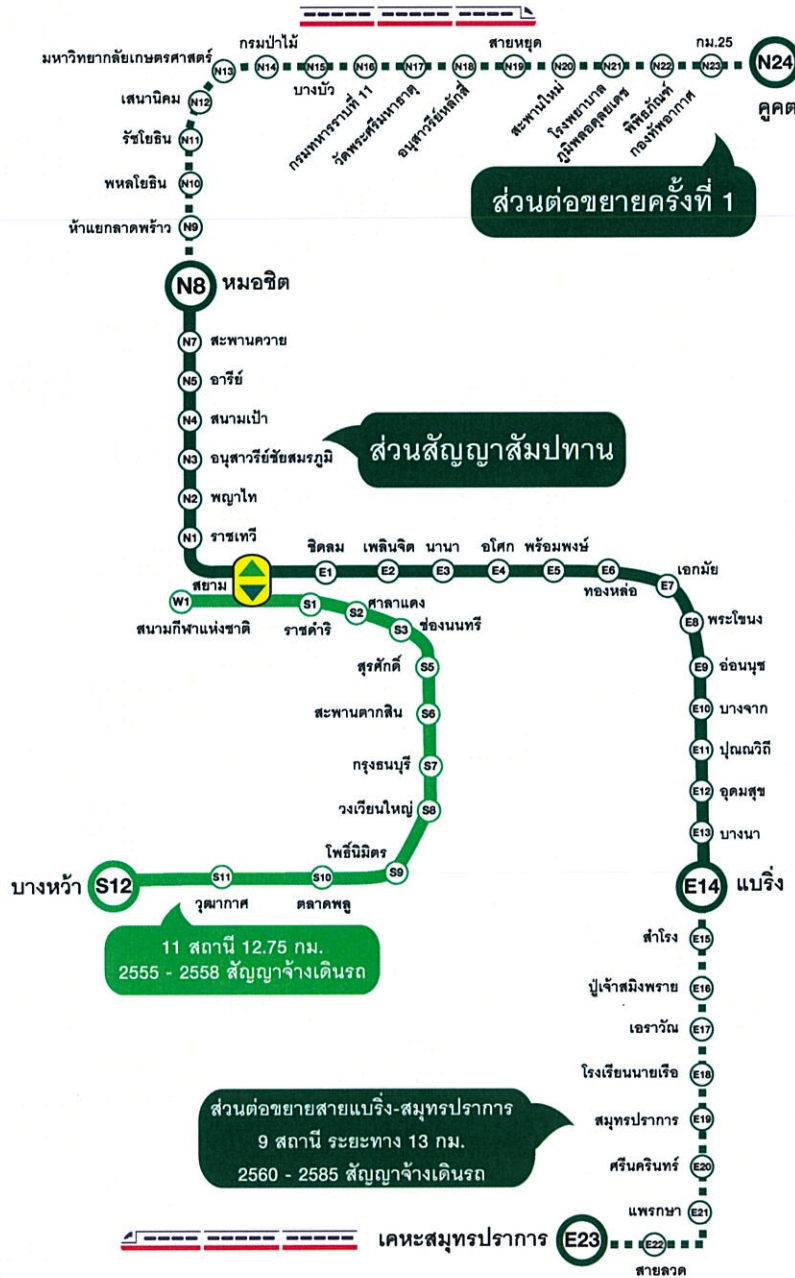 มหาวิทยาลัยเกษตรศาสตร์
กรมป่าไม้
สายหยุด
กม.25
N13
N14
N15
N16
N17
N18
N19
N20
N21
N22
N23
N24
คูคต
บางบัว
กรมทหารราบที่ 11
วัดพระศรีมหาธาตุ
อนุสาวรีย์หลักสี่
สะพานใหม่
โรงพยาบาล
ภูมิพลอดุลยเดช
พิพิธภัณฑ์
กองทัพอากาศ
เสนานิคม N12
รัชโยธิน N11
พหลโยธิน N10
ห้าแยกลาดพร้าว N9
ส่วนต่อขยายครั้งที่ 1
N8 หมอชิต
N7 สะพานควาย
N5 อารีย์
N4 สนามเป้า
N3 อนุสาวรีย์ชัยสมรภูมิ
N2 พญาไท
N1 ราชเทวี
ส่วนสัญญาสัมปทาน
ชิดลม เพลินจิต นานา อโศก พร้อมพงษ์
E1 E2 E3 E4 E5 E6
ทองหล่อ
E7 เอกมัย
E8 พระโขนง
E9 อ่อนนุช
E10 บางจาก
E11 ปุณณวิถี
E12 อุดมสุข
E13 บางนา
E14 แบริ่ง
สยาม
W1
สนามกีฬาแห่งชาติ
S1
ราชดำริ
S2 ศาลาแดง
S3 ช่องนนทรี
สุรศักดิ์ S5
สะพานตากสิน S6
กรุงธนบุรี S7
วงเวียนใหญ่ S8
โพธิ์นิมิตร
S9
บางหว้า S12
S11
S10
วุฒากาศ
ตลาดพลู
11 สถานี 12.75 กม.
2555 - 2558 สัญญาจ้างเดินรถ
สำโรง E15
ปู่เจ้าสมิงพราย E16
เอราวัณ E17
โรงเรียนนายเรือ E18
สมุทรปราการ E19
ศรีนครินทร์ E20
แพรกษา E21
ส่วนต่อขยายสายแบริ่ง-สมุทรปราการ
9 สถานี ระยะทาง 13 กม.
2560 - 2585 สัญญาจ้างเดินรถ
เคหะสมุทรปราการ E23
E22
สายลวด